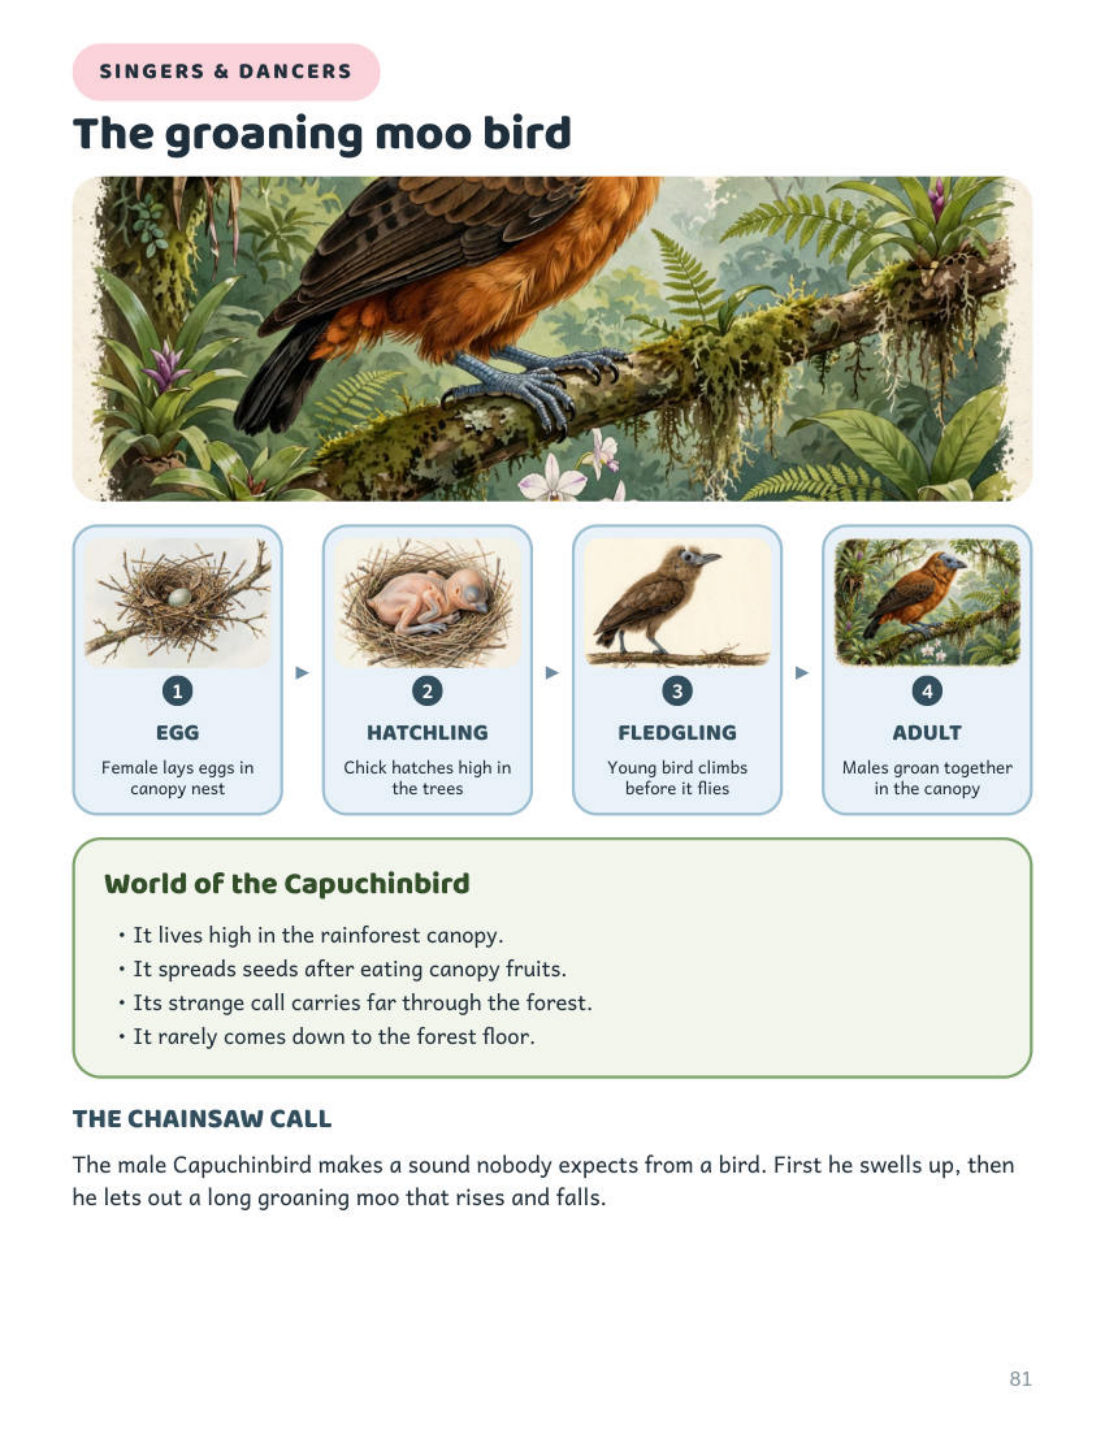 SINGERS & DANCERS
The groaning moo bird
1
EGG
Female lays eggs in
canopy nest
2
HATCHLING
Chick hatches high in
the trees
3
FLEDGLING
Young bird climbs
before it flies
4
ADULT
Males groan together
in the canopy
World of the Capuchinbird
• It lives high in the rainforest canopy.
• It spreads seeds after eating canopy fruits.
• Its strange call carries far through the forest.
• It rarely comes down to the forest floor.
THE CHAINSAW CALL
The male Capuchinbird makes a sound nobody expects from a bird. First he swells up, then
he lets out a long groaning moo that rises and falls.
81